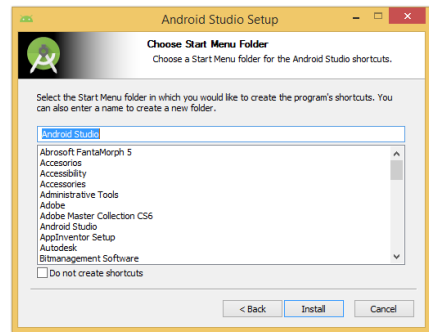 Android Studio Setup
Choose Start Menu Folder
Choose a Start Menu folder for the Android Studio shortcuts.
Select the Start Menu folder in which you would like to create the program's shortcuts. You
can also enter a name to create a new folder.
Android Studio
Abrosoft FantaMorph 5
Accesorios
Accessibility
Accessories
Administrative Tools
Adobe
Adobe Master Collection CS6
Android Studio
AppInventor Setup
Autodesk
Bitmanagement Software
Do not create shortcuts
< Back
Install
Cancel